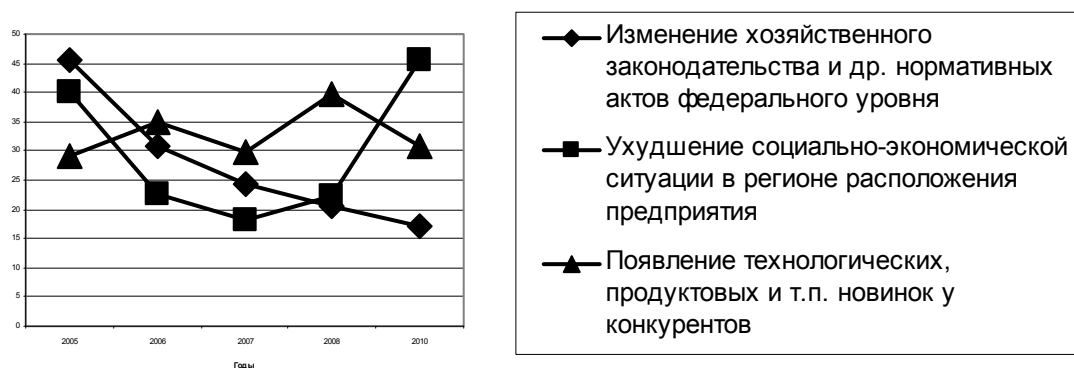 50
45
40
35
30
25
20
15
10
5
0
2005 2006 2007 2008 2010
Годы
Изменение хозяйственного
законодательства и др. нормативных
актов федерального уровня
Ухудшение социально-экономической
ситуации в регионе расположения
предприятия
Появление технологических,
продуктовых и т.п. новинок у
конкурентов